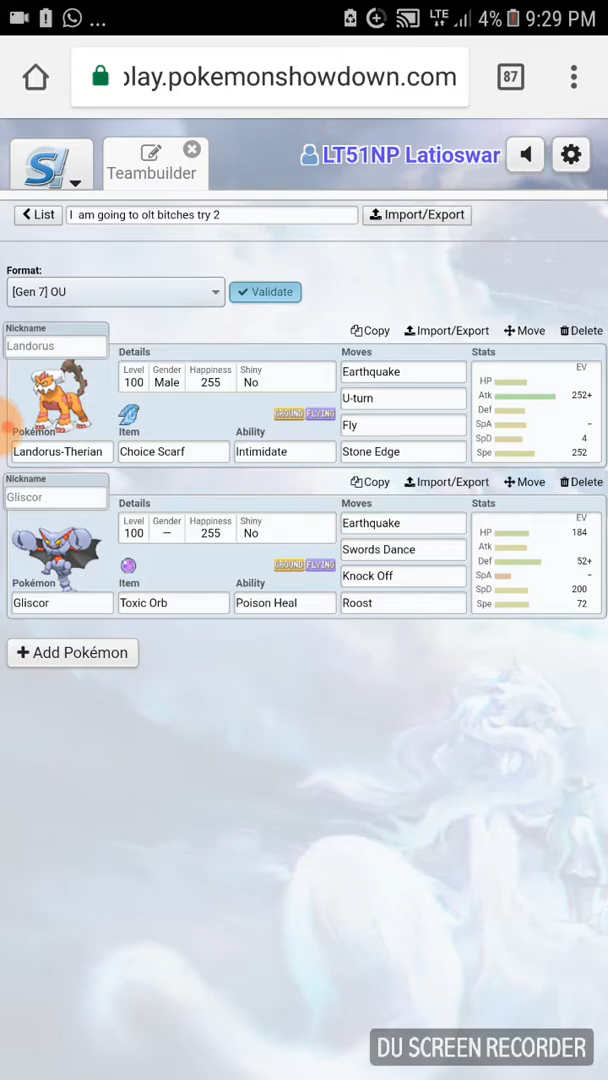 ... LTE 4% 9:29 PM
play.pokemonshowdown.com 87
S!
Teambuilder
LT51NP Latioswar
List I am going to olt bitches try 2 Import/Export
Format:
[Gen 7] OU Validate
Nickname
Landorus
Copy Import/Export Move Delete
Details Moves Stats
Level Gender Happiness Shiny
100 Male 255 No
Earthquake
U-turn
Fly
Stone Edge
EV
HP
Atk 252+
Def
SpA –
SpD 4
Spe 252
GROUND FLYING
Pokémon Item Ability
Landorus-Therian Choice Scarf Intimidate
Nickname
Gliscor
Copy Import/Export Move Delete
Details Moves Stats
Level Gender Happiness Shiny
100 — 255 No
Earthquake
Swords Dance
Knock Off
Roost
EV
HP 184
Atk
Def 52+
SpA –
SpD 200
Spe 72
GROUND FLYING
Pokémon Item Ability
Gliscor Toxic Orb Poison Heal
+ Add Pokémon
DU SCREEN RECORDER